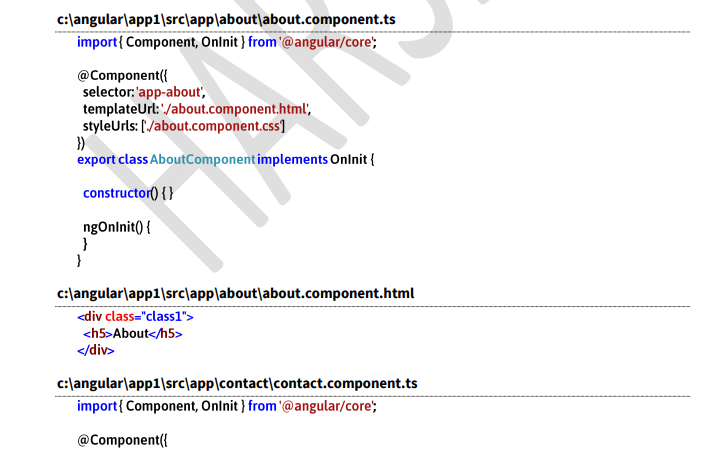 c:\angular\app1\src\app\about\about.component.ts
import { Component, OnInit } from '@angular/core';
@Component({
selector: 'app-about',
templateUrl: './about.component.html',
styleUrls: ['./about.component.css']
})
export class AboutComponent implements OnInit {
constructor() { }
ngOnInit() {
}
}
c:\angular\app1\src\app\about\about.component.html
<div class="class1">
<h5>About</h5>
</div>
c:\angular\app1\src\app\contact\contact.component.ts
import { Component, OnInit } from '@angular/core';
@Component({